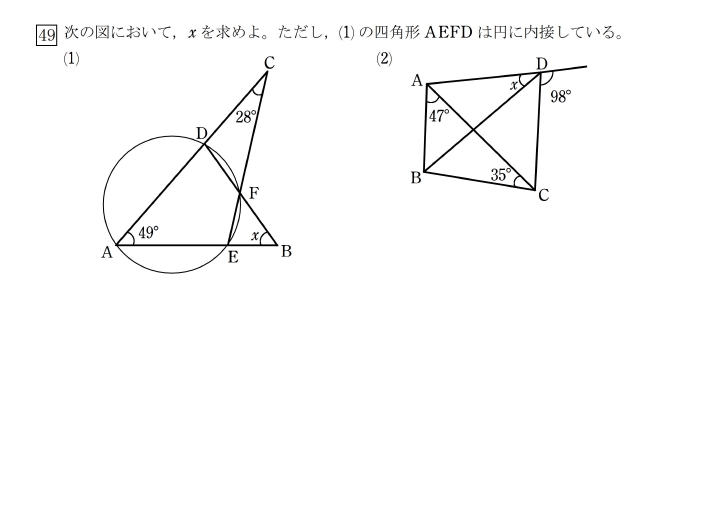 49 次の図において，x を求めよ。ただし，(1) の四角形 AEFD は円に内接している。
(1)
C
28°
D
F
49°
x
A
E
B
(2)
D
A
x
98°
47°
35°
B
C